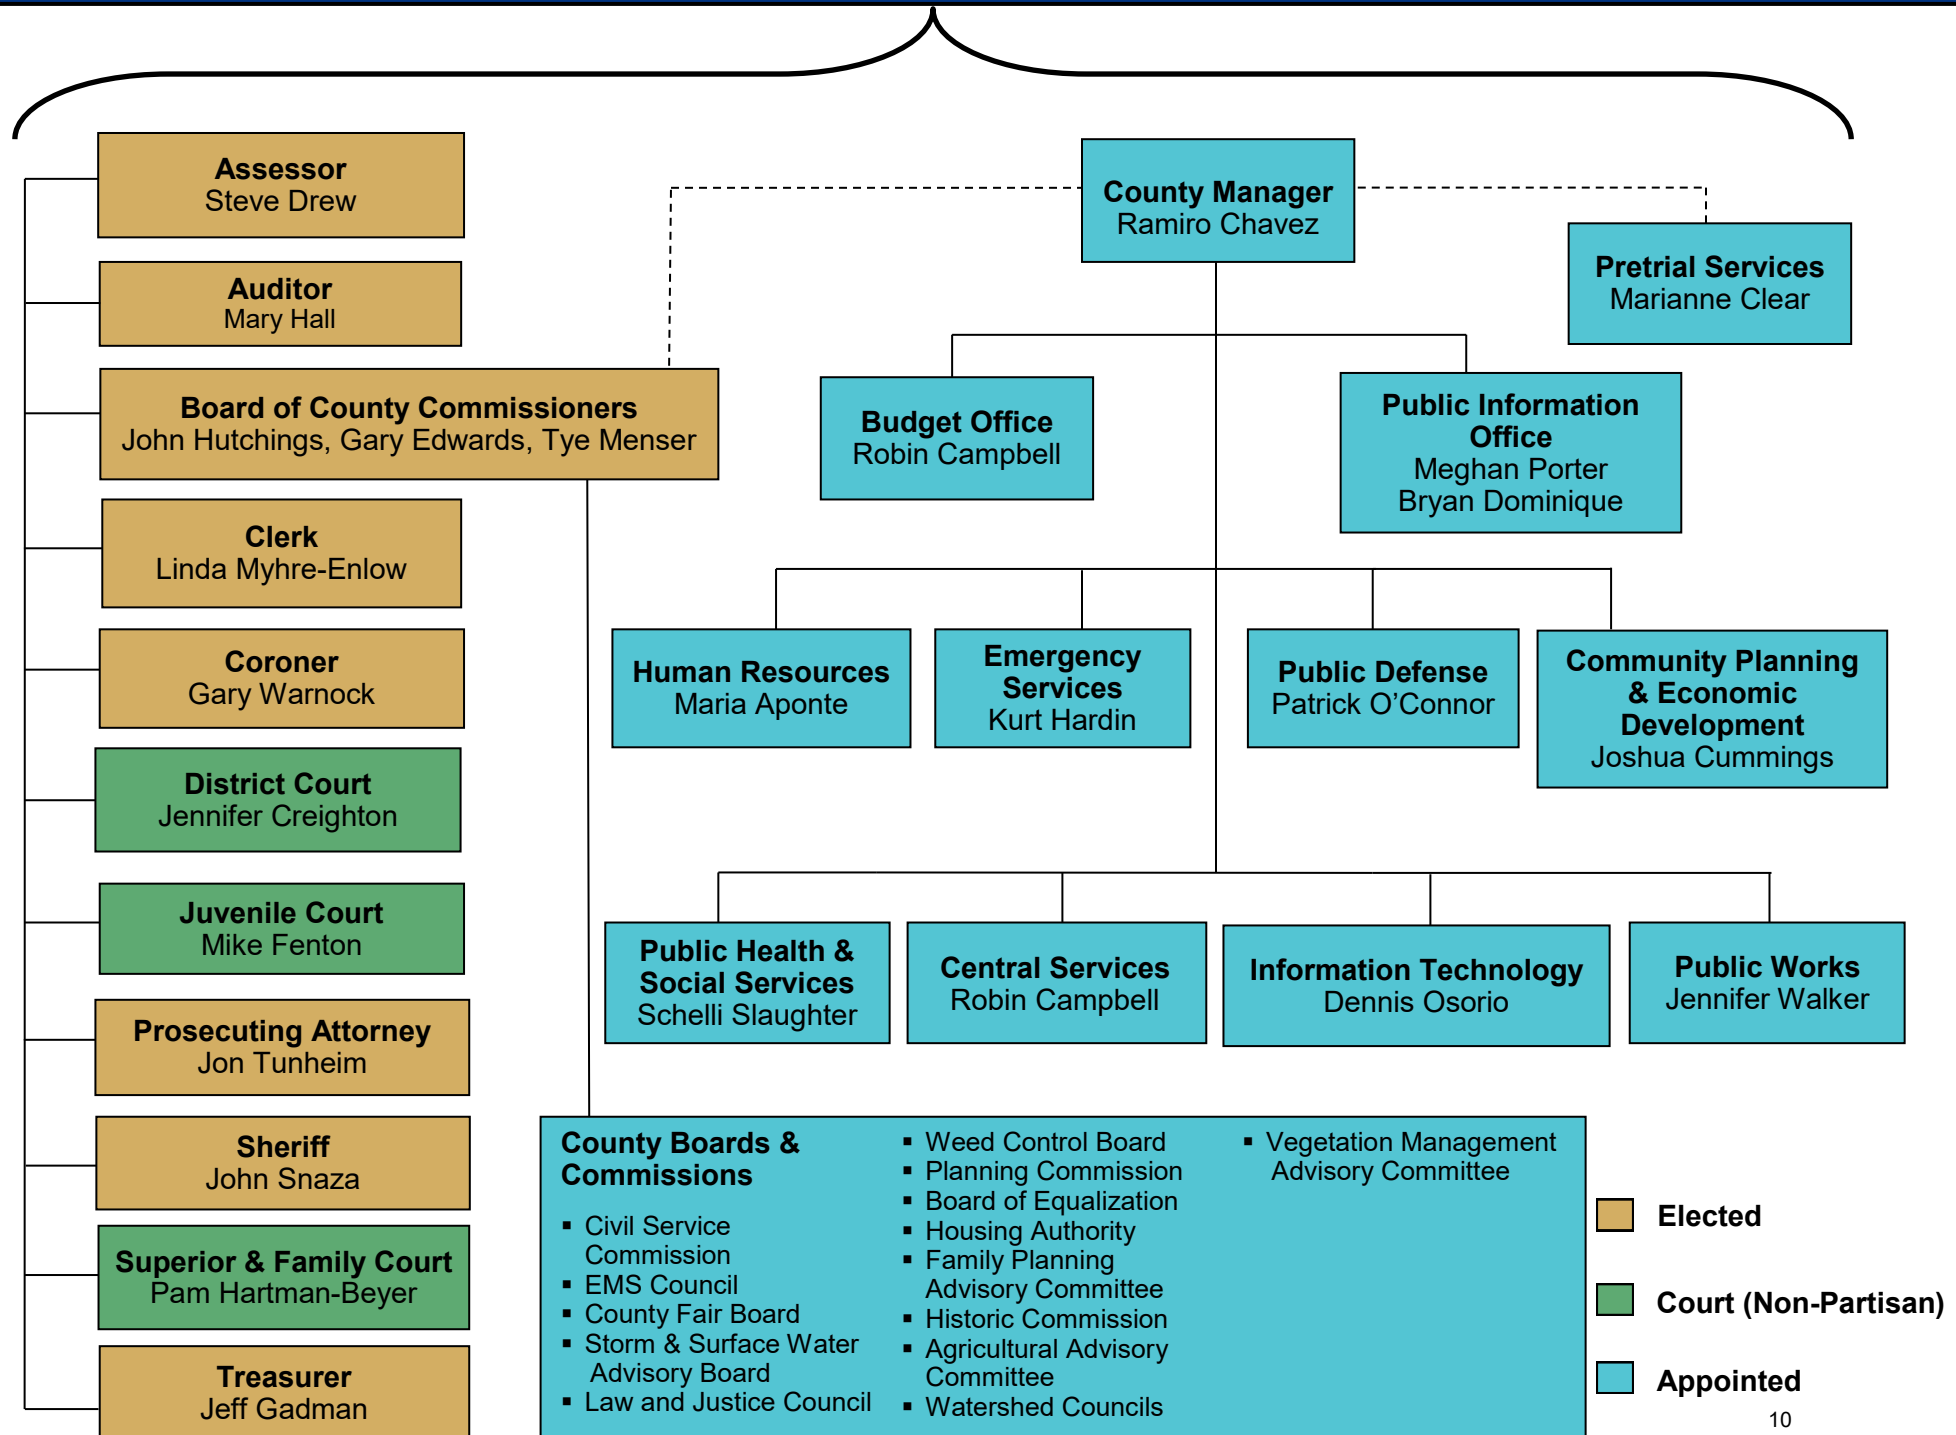 Assessor
Steve Drew
Auditor
Mary Hall
Board of County Commissioners
John Hutchings, Gary Edwards, Tye Menser
Clerk
Linda Myhre-Enlow
Coroner
Gary Warnock
District Court
Jennifer Creighton
Juvenile Court
Mike Fenton
Prosecuting Attorney
Jon Tunheim
Sheriff
John Snaza
Superior & Family Court
Pam Hartman-Beyer
Treasurer
Jeff Gadman
County Manager
Ramiro Chavez
Pretrial Services
Marianne Clear
Budget Office
Robin Campbell
Public Information
Office
Meghan Porter
Bryan Dominique
Human Resources
Maria Aponte
Emergency
Services
Kurt Hardin
Public Defense
Patrick O’Connor
Community Planning
& Economic
Development
Joshua Cummings
Public Health &
Social Services
Schelli Slaughter
Central Services
Robin Campbell
Information Technology
Dennis Osorio
Public Works
Jennifer Walker
County Boards &
Commissions
▪ Civil Service
Commission
▪ EMS Council
▪ County Fair Board
▪ Storm & Surface Water
Advisory Board
▪ Law and Justice Council
▪ Weed Control Board
▪ Planning Commission
▪ Board of Equalization
▪ Housing Authority
▪ Family Planning
Advisory Committee
▪ Historic Commission
▪ Agricultural Advisory
Committee
▪ Watershed Councils
▪ Vegetation Management
Advisory Committee
Elected
Court (Non-Partisan)
Appointed
10